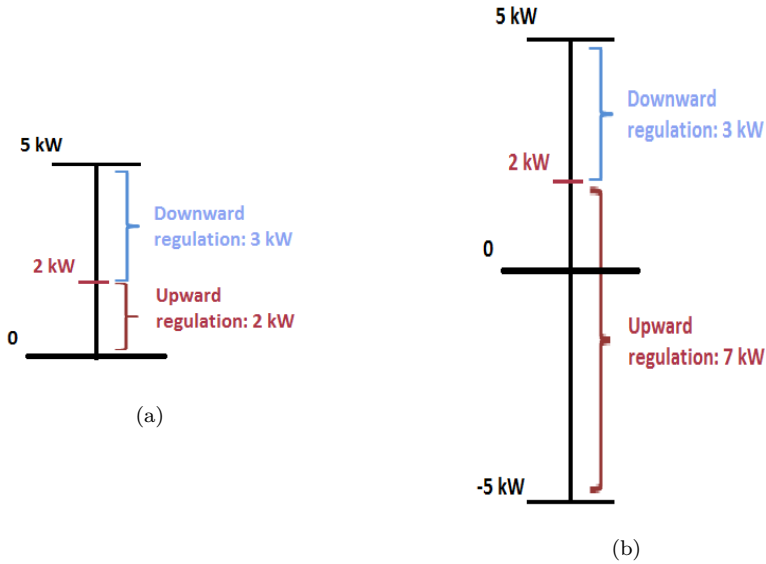 5 kW
Downward
regulation: 3 kW
2 kW
Upward
regulation: 2 kW
0
(a)
5 kW
Downward
regulation: 3 kW
2 kW
0
Upward
regulation: 7 kW
-5 kW
(b)